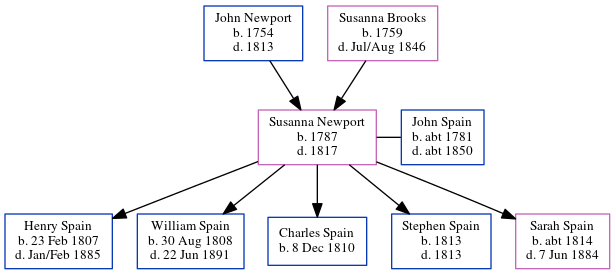 John Newport
b. 1754
d. 1813
Susanna Brooks
b. 1759
d. Jul/Aug 1846
Susanna Newport
b. 1787
d. 1817
John Spain
b. abt 1781
d. abt 1850
Henry Spain
b. 23 Feb 1807
d. Jan/Feb 1885
William Spain
b. 30 Aug 1808
d. 22 Jun 1891
Charles Spain
b. 8 Dec 1810
Stephen Spain
b. 1813
d. 1813
Sarah Spain
b. abt 1814
d. 7 Jun 1884